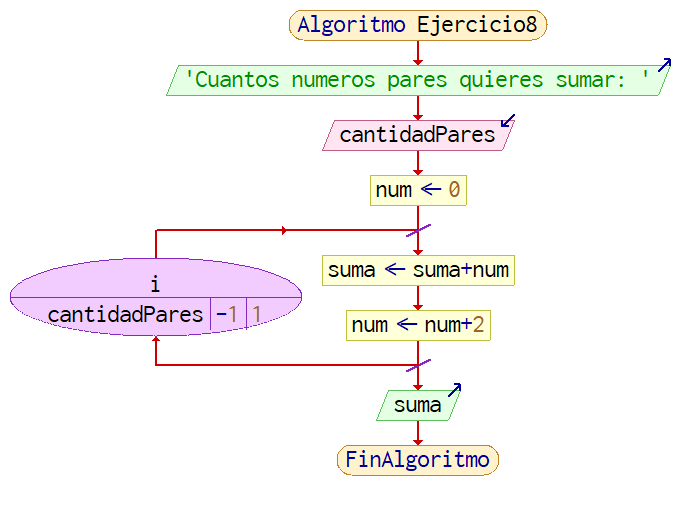 Algoritmo Ejercicio8
'Cuantos numeros pares quieres sumar: '
cantidadPares
num ← 0
suma ← suma+num
i
cantidadPares -1 1
num ← num+2
suma
FinAlgoritmo